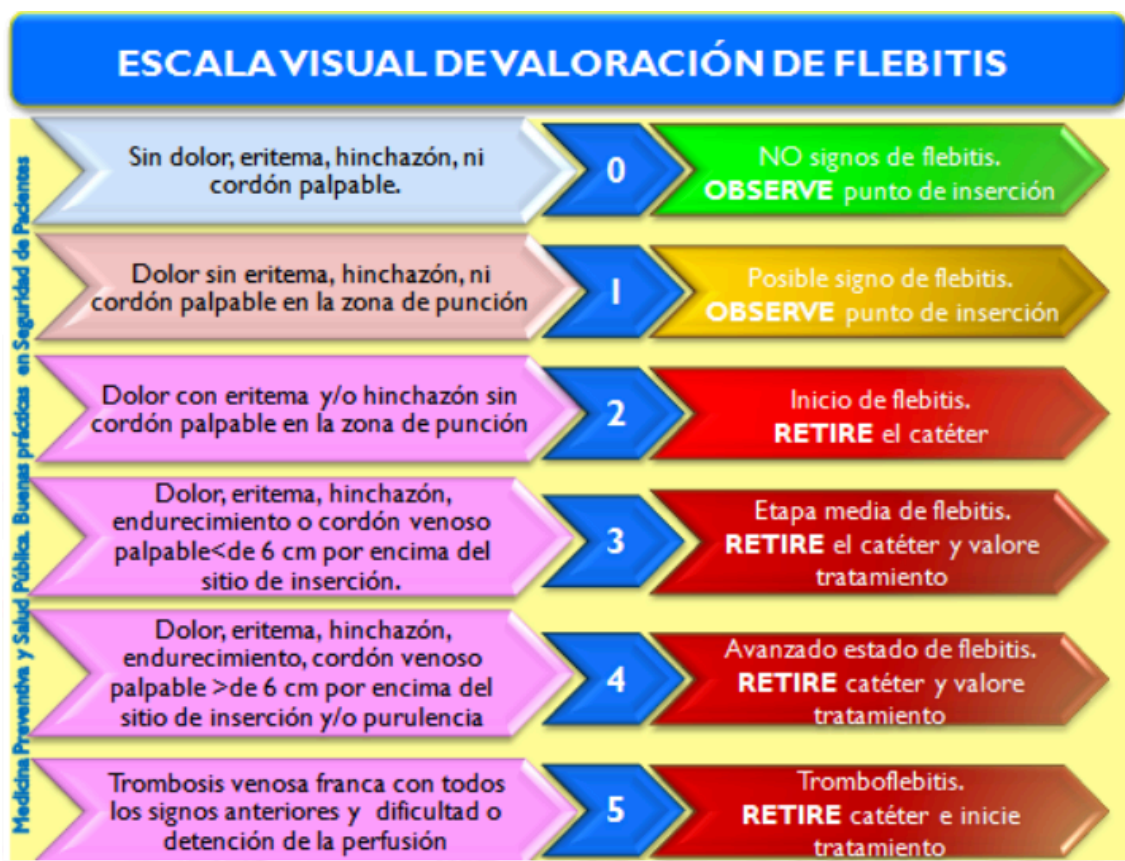 ESCALA VISUAL DE VALORACIÓN DE FLEBITIS
Sin dolor, eritema, hinchazón, ni
cordón palpable.
0
NO signos de flebitis.
OBSERVE punto de inserción
Dolor sin eritema, hinchazón, ni
cordón palpable en la zona de punción
1
Posible signo de flebitis.
OBSERVE punto de inserción
Dolor con eritema y/o hinchazón sin
cordón palpable en la zona de punción
2
Inicio de flebitis.
RETIRE el catéter
Dolor, eritema, hinchazón,
endurecimiento o cordón venoso
palpable<de 6 cm por encima del
sitio de inserción.
3
Etapa media de flebitis.
RETIRE el catéter y valore
tratamiento
Dolor, eritema, hinchazón,
endurecimiento, cordón venoso
palpable >de 6 cm por encima del
sitio de inserción y/o purulencia
4
Avanzado estado de flebitis.
RETIRE catéter y valore
tratamiento
Trombosis venosa franca con todos
los signos anteriores y dificultad o
detención de la perfusión
5
Tromboflebitis.
RETIRE catéter e inicie
tratamiento
Medicina Preventiva y Salud Pública. Buenas prácticas en Seguridad de Pacientes